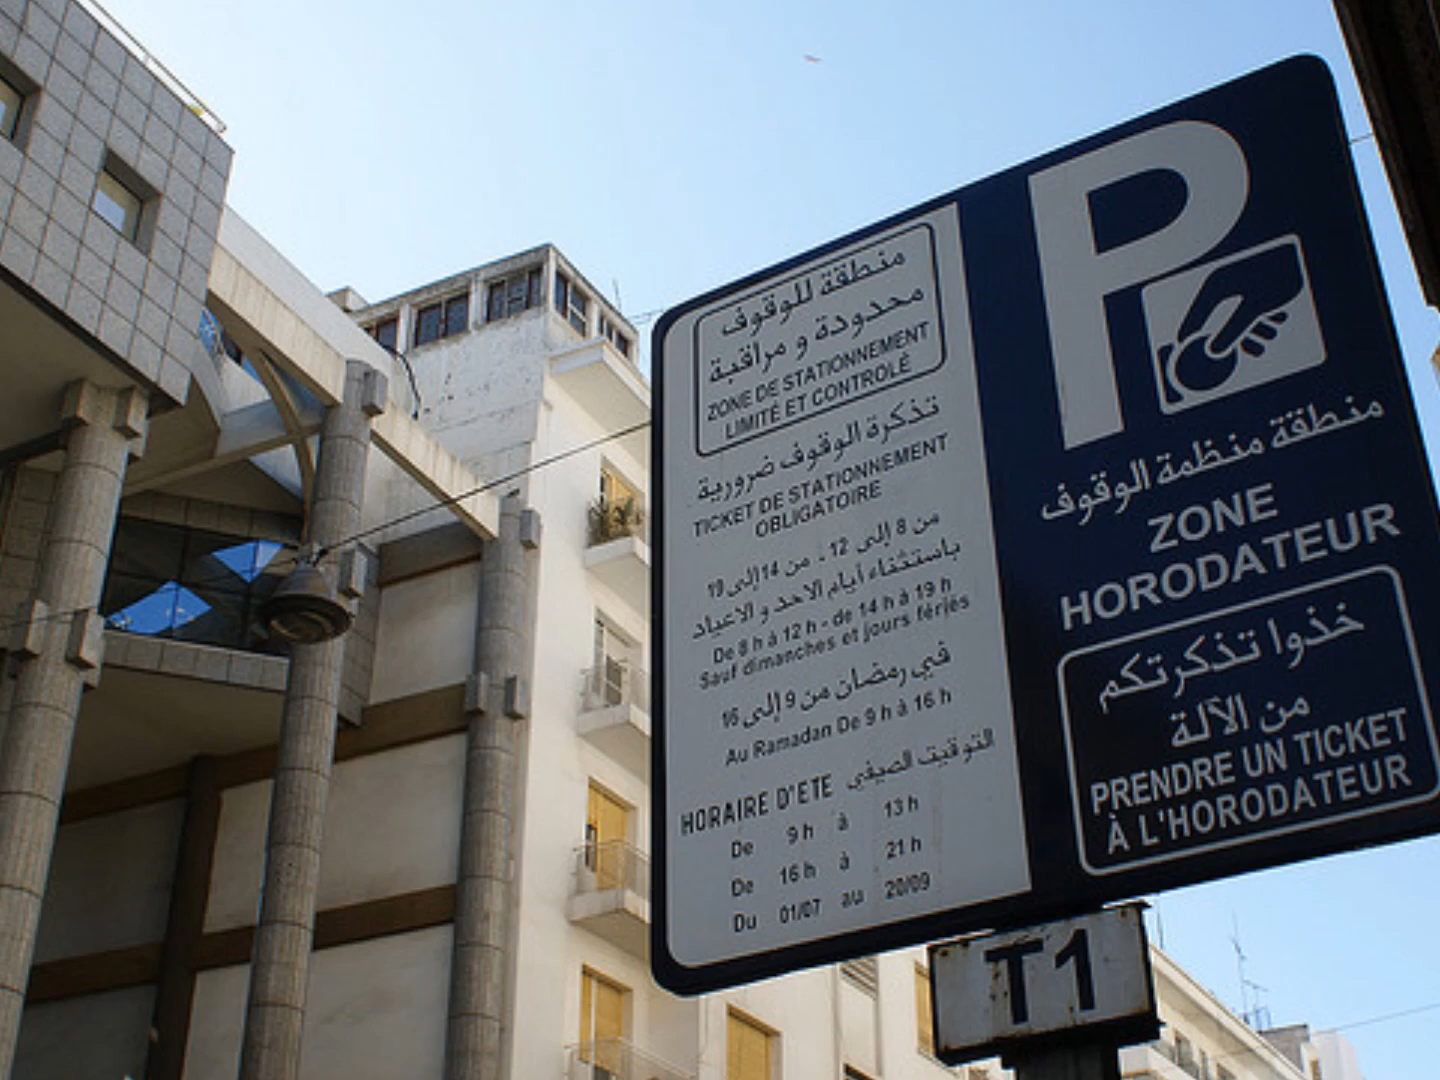 منطقة للوقوف
محدودة و مراقبة
ZONE DE STATIONNEMENT
LIMITÉ ET CONTROLÉ
تذكرة الوقوف ضرورية
TICKET DE STATIONNEMENT
OBLIGATOIRE
من 8 إلى 12 ، من 14 إلى 19
باستثناء أيام الاحد و الاعياد
De 8 h à 12 h - de 14 h à 19 h
Sauf dimanches et jours fériés
في رمضان من 9 إلى 16
Au Ramadan De 9 h à 16 h
HORAIRE D'ETE التوقيت الصيفي
De 9 h à 13 h
De 16 h à 21 h
Du 01/07 au 20/09
P
منطقة منظمة الوقوف
ZONE
HORODATEUR
خذوا تذكرتكم
من الآلة
PRENDRE UN TICKET
À L'HORODATEUR
T1